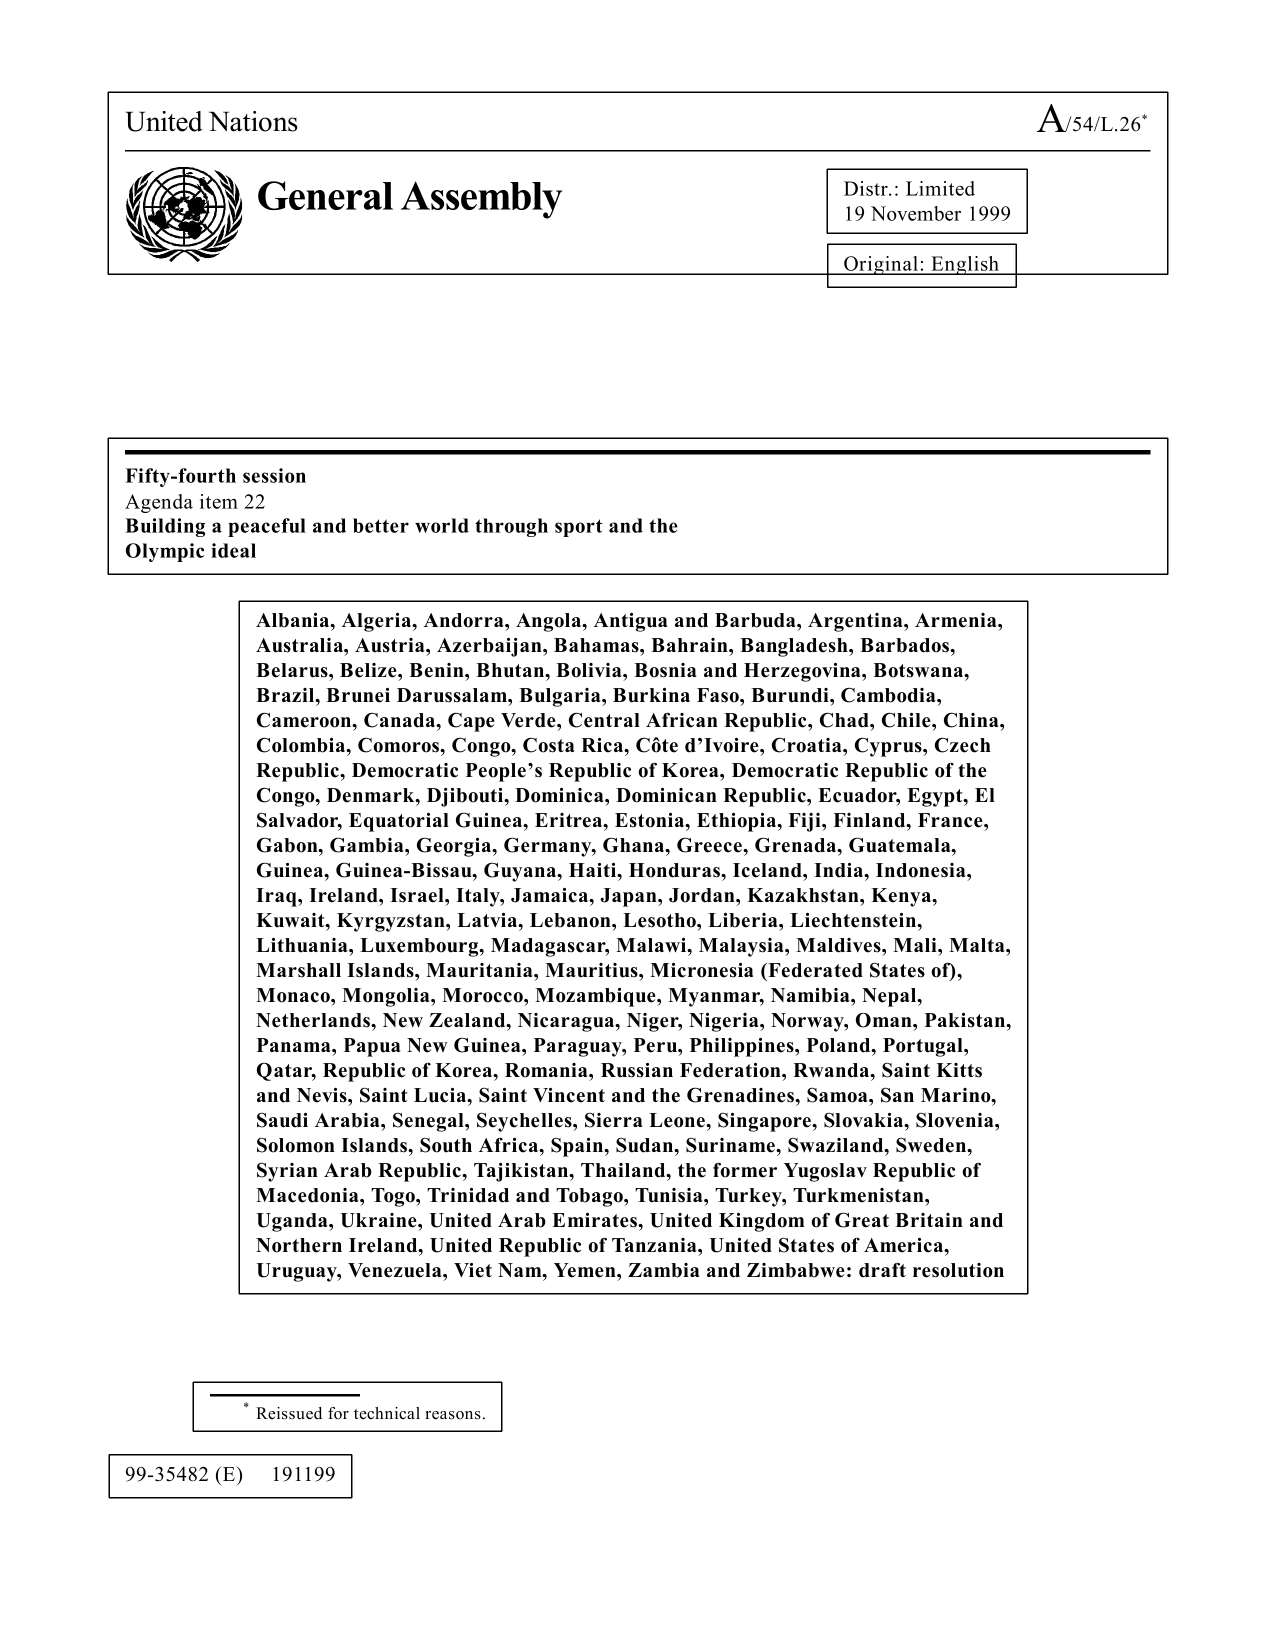 United Nations
A/54/L.26*
General Assembly
Distr.: Limited
19 November 1999
Original: English
Fifty-fourth session
Agenda item 22
Building a peaceful and better world through sport and the
Olympic ideal
Albania, Algeria, Andorra, Angola, Antigua and Barbuda, Argentina, Armenia,
Australia, Austria, Azerbaijan, Bahamas, Bahrain, Bangladesh, Barbados,
Belarus, Belize, Benin, Bhutan, Bolivia, Bosnia and Herzegovina, Botswana,
Brazil, Brunei Darussalam, Bulgaria, Burkina Faso, Burundi, Cambodia,
Cameroon, Canada, Cape Verde, Central African Republic, Chad, Chile, China,
Colombia, Comoros, Congo, Costa Rica, Côte d’Ivoire, Croatia, Cyprus, Czech
Republic, Democratic People’s Republic of Korea, Democratic Republic of the
Congo, Denmark, Djibouti, Dominica, Dominican Republic, Ecuador, Egypt, El
Salvador, Equatorial Guinea, Eritrea, Estonia, Ethiopia, Fiji, Finland, France,
Gabon, Gambia, Georgia, Germany, Ghana, Greece, Grenada, Guatemala,
Guinea, Guinea-Bissau, Guyana, Haiti, Honduras, Iceland, India, Indonesia,
Iraq, Ireland, Israel, Italy, Jamaica, Japan, Jordan, Kazakhstan, Kenya,
Kuwait, Kyrgyzstan, Latvia, Lebanon, Lesotho, Liberia, Liechtenstein,
Lithuania, Luxembourg, Madagascar, Malawi, Malaysia, Maldives, Mali, Malta,
Marshall Islands, Mauritania, Mauritius, Micronesia (Federated States of),
Monaco, Mongolia, Morocco, Mozambique, Myanmar, Namibia, Nepal,
Netherlands, New Zealand, Nicaragua, Niger, Nigeria, Norway, Oman, Pakistan,
Panama, Papua New Guinea, Paraguay, Peru, Philippines, Poland, Portugal,
Qatar, Republic of Korea, Romania, Russian Federation, Rwanda, Saint Kitts
and Nevis, Saint Lucia, Saint Vincent and the Grenadines, Samoa, San Marino,
Saudi Arabia, Senegal, Seychelles, Sierra Leone, Singapore, Slovakia, Slovenia,
Solomon Islands, South Africa, Spain, Sudan, Suriname, Swaziland, Sweden,
Syrian Arab Republic, Tajikistan, Thailand, the former Yugoslav Republic of
Macedonia, Togo, Trinidad and Tobago, Tunisia, Turkey, Turkmenistan,
Uganda, Ukraine, United Arab Emirates, United Kingdom of Great Britain and
Northern Ireland, United Republic of Tanzania, United States of America,
Uruguay, Venezuela, Viet Nam, Yemen, Zambia and Zimbabwe: draft resolution
* Reissued for technical reasons.
99-35482 (E) 191199